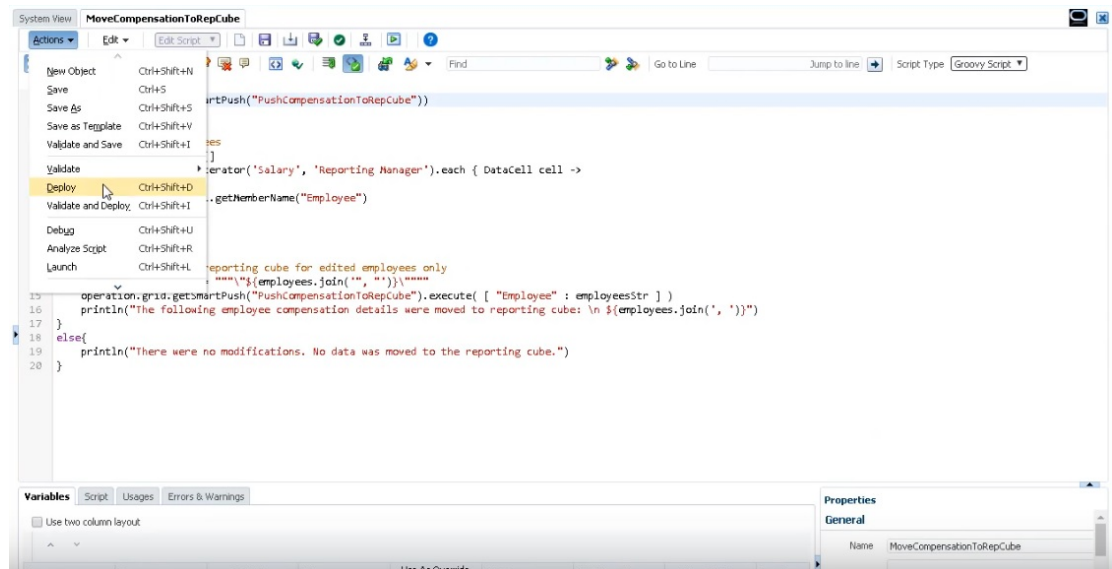 System View MoveCompensationToRepCube
Actions Edit Edit Script
New Object Ctrl+Shift+N
Find Go to Line Jump to line Script Type Groovy Script
Save Ctrl+S
Save As Ctrl+Shift+S
rtPush("PushCompensationToRepCube"))
Save as Template Ctrl+Shift+V
Validate and Save Ctrl+Shift+I
es
]
Validate
erator('Salary', 'Reporting Manager').each { DataCell cell ->
Deploy Ctrl+Shift+D
.getMemberName("Employee")
Validate and Deploy Ctrl+Shift+I
Debug Ctrl+Shift+U
Analyze Script Ctrl+Shift+R
Launch Ctrl+Shift+L
eporting cube for edited employees only
= """\"${employees.join('", "')}\""""
15 operation.grid.getSmartPush("PushCompensationToRepCube").execute( [ "Employee" : employeesStr ] )
16 println("The following employee compensation details were moved to reporting cube: \n ${employees.join(', ')}")
17 }
18 else{
19 println("There were no modifications. No data was moved to the reporting cube.")
20 }
Variables Script Usages Errors & Warnings
Properties
Use two column layout
General
Name MoveCompensationToRepCube
Use As Override